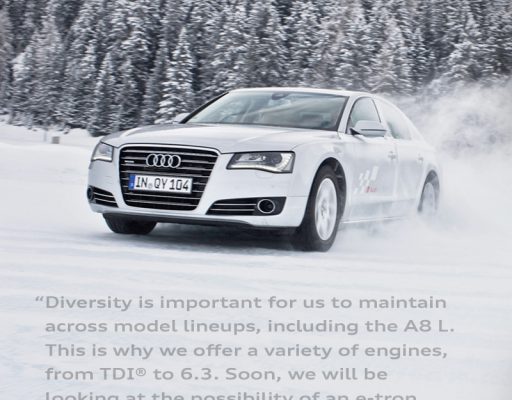 IN QY 104
“Diversity is important for us to maintain
across model lineups, including the A8 L.
This is why we offer a variety of engines,
from TDI® to 6.3. Soon, we will be
looking at the possibility of an e-tron